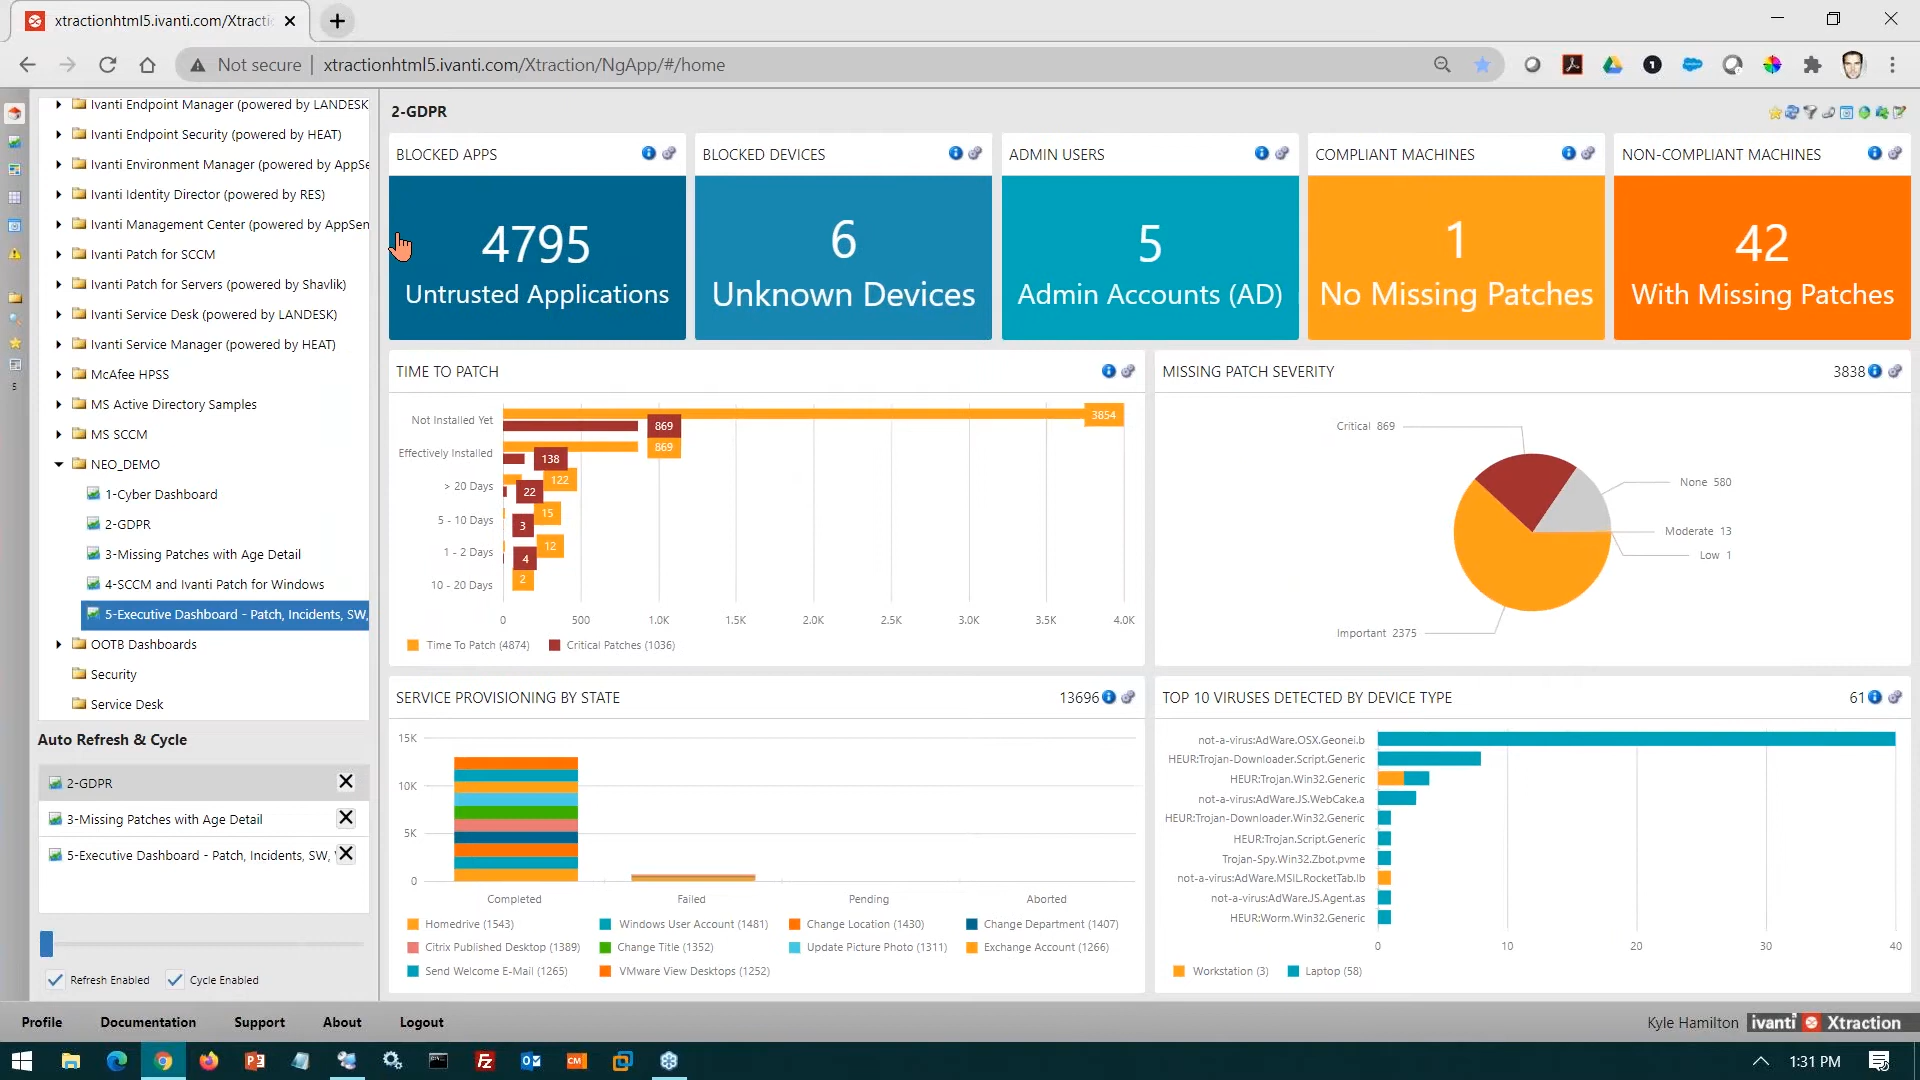 xtractionhtml5.ivanti.com/Xtractic
Not secure | xtractionhtml5.ivanti.com/Xtraction/NgApp/#/home
Ivanti Endpoint Manager (powered by LANDESK
Ivanti Endpoint Security (powered by HEAT)
Ivanti Environment Manager (powered by AppSe
Ivanti Identity Director (powered by RES)
Ivanti Management Center (powered by AppSen
Ivanti Patch for SCCM
Ivanti Patch for Servers (powered by Shavlik)
Ivanti Service Desk (powered by LANDESK)
Ivanti Service Manager (powered by HEAT)
McAfee HPSS
MS Active Directory Samples
MS SCCM
NEO_DEMO
1-Cyber Dashboard
2-GDPR
3-Missing Patches with Age Detail
4-SCCM and Ivanti Patch for Windows
5-Executive Dashboard - Patch, Incidents, SW,
OOTB Dashboards
Security
Service Desk
5
Auto Refresh & Cycle
2-GDPR
3-Missing Patches with Age Detail
5-Executive Dashboard - Patch, Incidents, SW,
Refresh Enabled
Cycle Enabled
2-GDPR
BLOCKED APPS
4795
Untrusted Applications
BLOCKED DEVICES
6
Unknown Devices
ADMIN USERS
5
Admin Accounts (AD)
COMPLIANT MACHINES
1
No Missing Patches
NON-COMPLIANT MACHINES
42
With Missing Patches
TIME TO PATCH
Not Installed Yet
3854
869
Effectively Installed
869
138
> 20 Days
122
22
5 - 10 Days
15
3
1 - 2 Days
12
4
10 - 20 Days
2
0 500 1.0K 1.5K 2.0K 2.5K 3.0K 3.5K 4.0K
Time To Patch (4874) Critical Patches (1036)
MISSING PATCH SEVERITY
3838
Critical 869
None 580
Moderate 13
Low 1
Important 2375
SERVICE PROVISIONING BY STATE
13696
15K
10K
5K
0
Completed Failed Pending Aborted
Homedrive (1543) Windows User Account (1481) Change Location (1430) Change Department (1407)
Citrix Published Desktop (1389) Change Title (1352) Update Picture Photo (1311) Exchange Account (1266)
Send Welcome E-Mail (1265) VMware View Desktops (1252)
TOP 10 VIRUSES DETECTED BY DEVICE TYPE
61
not-a-virus:AdWare.OSX.Geonei.b
HEUR:Trojan-Downloader.Script.Generic
HEUR:Trojan.Win32.Generic
not-a-virus:AdWare.JS.WebCake.a
HEUR:Trojan-Downloader.Win32.Generic
HEUR:Trojan.Script.Generic
Trojan-Spy.Win32.Zbot.pvme
not-a-virus:AdWare.MSIL.RocketTab.lb
not-a-virus:AdWare.JS.Agent.as
HEUR:Worm.Win32.Generic
0 10 20 30 40
Workstation (3) Laptop (58)
Profile Documentation Support About Logout
Kyle Hamilton ivanti Xtraction
1:31 PM